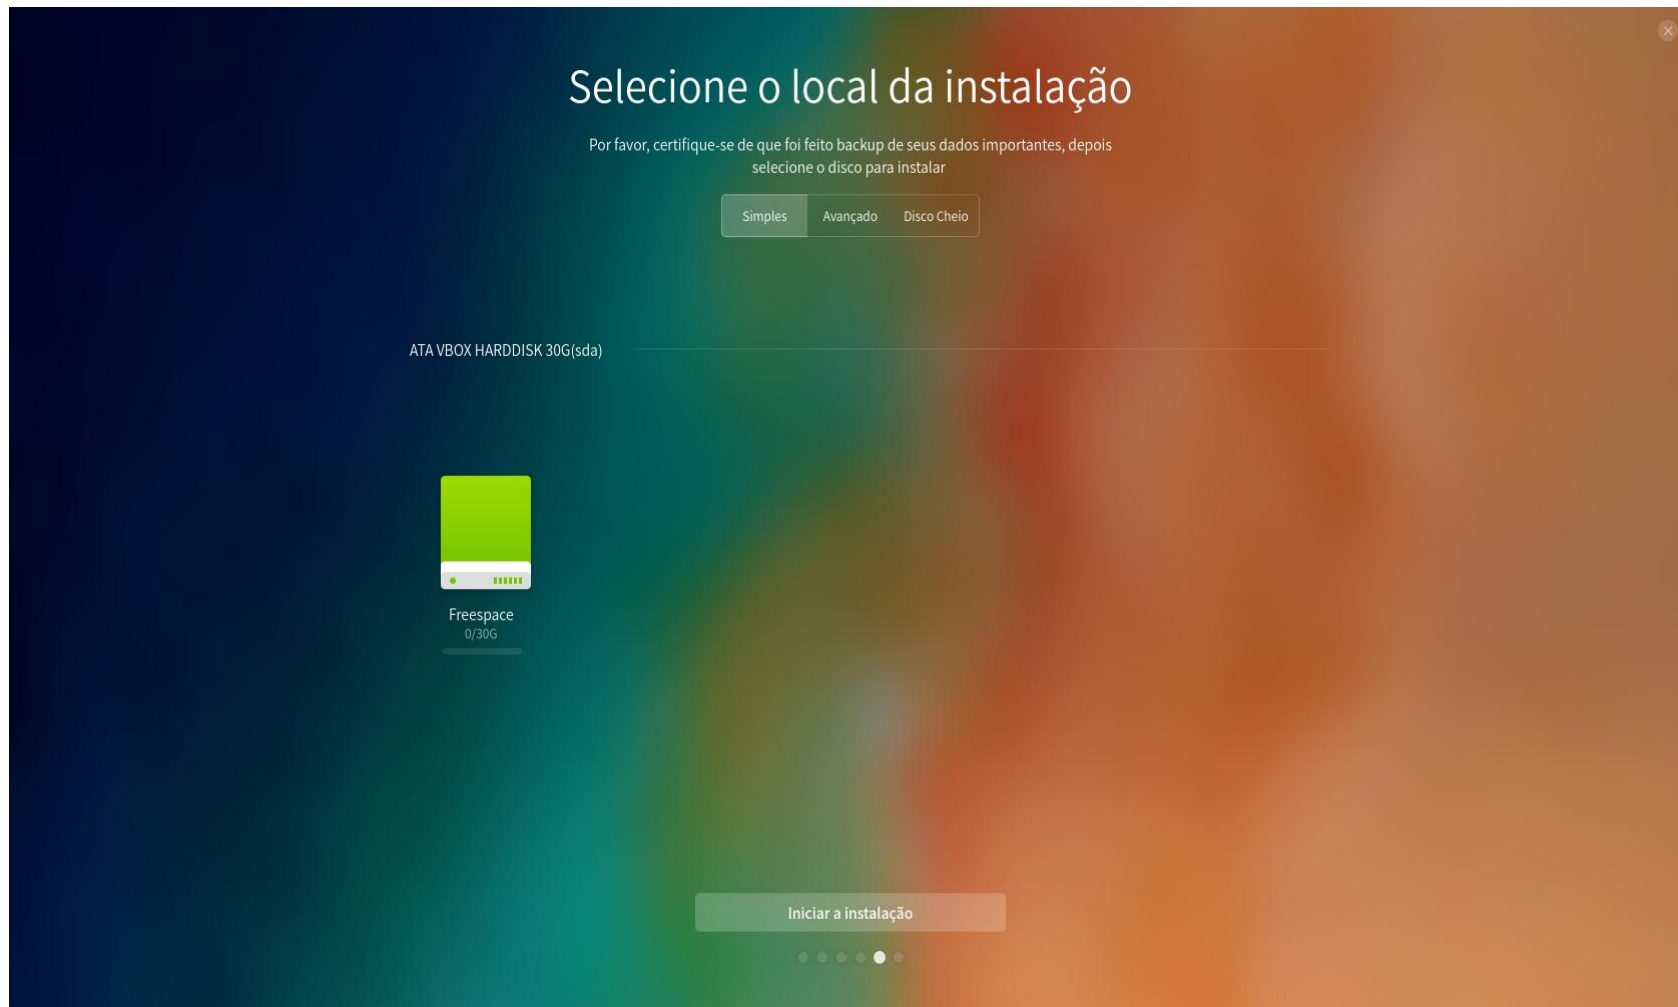 Selecione o local da instalação
Por favor, certifique-se de que foi feito backup de seus dados importantes, depois
selecione o disco para instalar
Simples Avançado Disco Cheio
ATA VBOX HARDDISK 30G(sda)
Freespace
0/30G
Iniciar a instalação